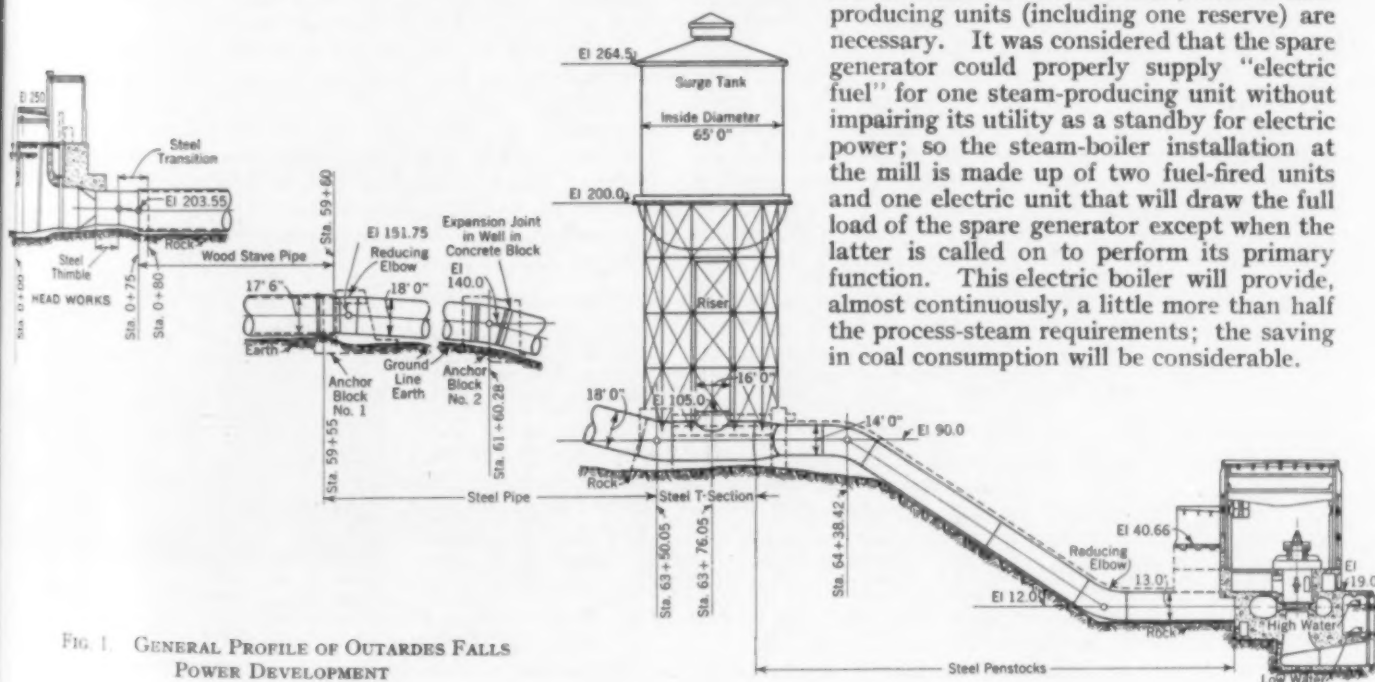 producing units (including one reserve) are
necessary. It was considered that the spare
generator could properly supply "electric
fuel" for one steam-producing unit without
impairing its utility as a standby for electric
power; so the steam-boiler installation at
the mill is made up of two fuel-fired units
and one electric unit that will draw the full
load of the spare generator except when the
latter is called on to perform its primary
function. This electric boiler will provide,
almost continuously, a little more than half
the process-steam requirements; the saving
in coal consumption will be considerable.
El 250
Steel
Transition
El 203.55
Rock
Steel
Thimble
HEAD WORKS
Sta. 0+00
Sta. 0+75
Sta. 0+80
Wood Stave Pipe
Sta. 59+60
El 151.75
Reducing
Elbow
17' 6"
18' 0"
Earth
Anchor
Block
No. 1
Ground
Line
Earth
Sta. 59+55
Expansion Joint
in Well in
Concrete Block
El
140.0
Anchor
Block
No. 2
Sta. 61+60.28
El 264.5
Surge Tank
Inside Diameter
65' 0"
El 200.0
Riser
16' 0"
18' 0"
El 105.0
14' 0"
El 90.0
Rock
Steel Pipe
Steel T-Section
Sta. 63+50.05
Sta. 63+76.05
Sta. 64+38.42
Reducing
Elbow
El 12.0
13.0'
El 40.66
El
19.0
High Water
Rock
Steel Penstocks
Low Water
FIG. 1. GENERAL PROFILE OF OUTARDES FALLS
POWER DEVELOPMENT